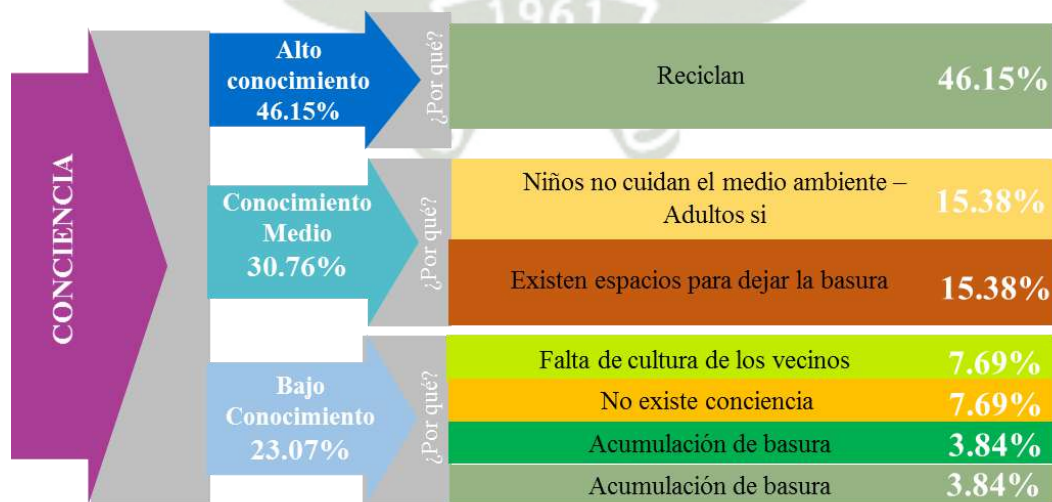 1961
CONCIENCIA
Alto
conocimiento
46.15%
¿Por qué?
Reciclan 46.15%
Conocimiento
Medio
30.76%
¿Por qué?
Niños no cuidan el medio ambiente –
Adultos si
15.38%
Existen espacios para dejar la basura 15.38%
Bajo
Conocimiento
23.07%
¿Por qué?
Falta de cultura de los vecinos 7.69%
No existe conciencia 7.69%
Acumulación de basura 3.84%
Acumulación de basura 3.84%